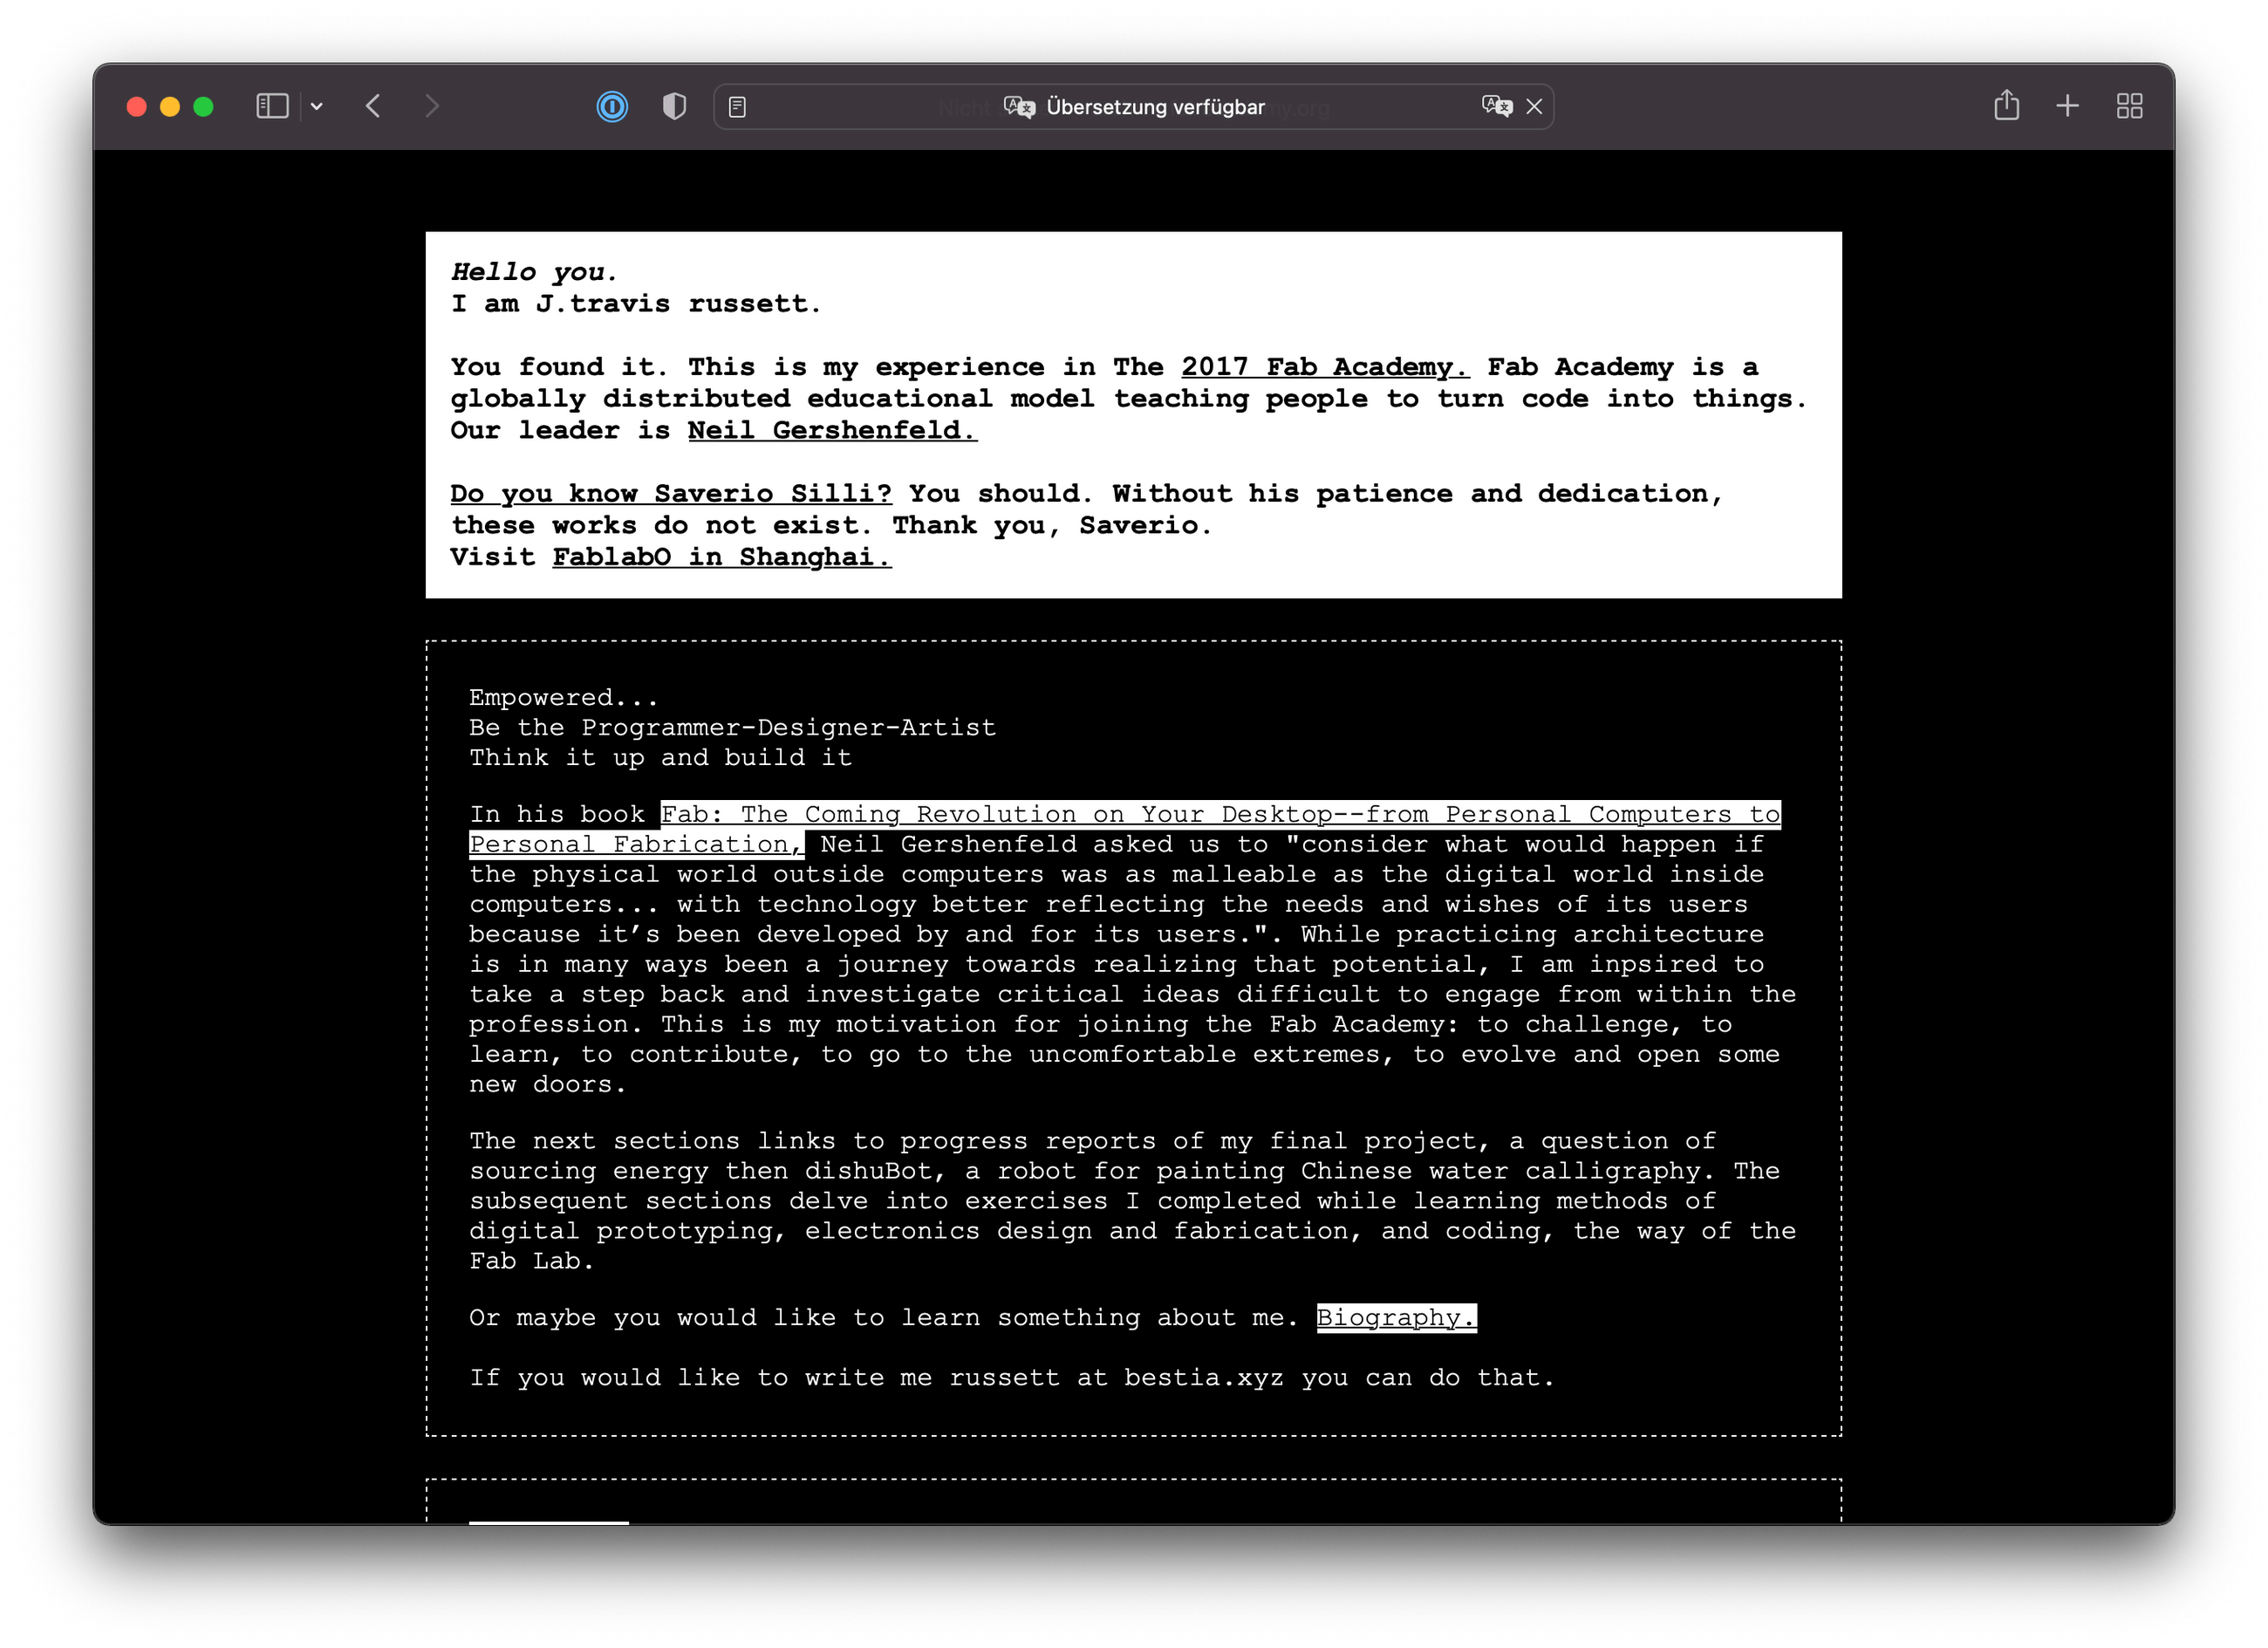 Übersetzung verfügbar
Hello you.
I am J.travis russett.
You found it. This is my experience in The 2017 Fab Academy. Fab Academy is a
globally distributed educational model teaching people to turn code into things.
Our leader is Neil Gershenfeld.
Do you know Saverio Silli? You should. Without his patience and dedication,
these works do not exist. Thank you, Saverio.
Visit FablabO in Shanghai.
Empowered...
Be the Programmer-Designer-Artist
Think it up and build it
In his book Fab: The Coming Revolution on Your Desktop--from Personal Computers to
Personal Fabrication, Neil Gershenfeld asked us to "consider what would happen if
the physical world outside computers was as malleable as the digital world inside
computers... with technology better reflecting the needs and wishes of its users
because it’s been developed by and for its users.". While practicing architecture
is in many ways been a journey towards realizing that potential, I am inpsired to
take a step back and investigate critical ideas difficult to engage from within the
profession. This is my motivation for joining the Fab Academy: to challenge, to
learn, to contribute, to go to the uncomfortable extremes, to evolve and open some
new doors.
The next sections links to progress reports of my final project, a question of
sourcing energy then dishuBot, a robot for painting Chinese water calligraphy. The
subsequent sections delve into exercises I completed while learning methods of
digital prototyping, electronics design and fabrication, and coding, the way of the
Fab Lab.
Or maybe you would like to learn something about me. Biography.
If you would like to write me russett at bestia.xyz you can do that.